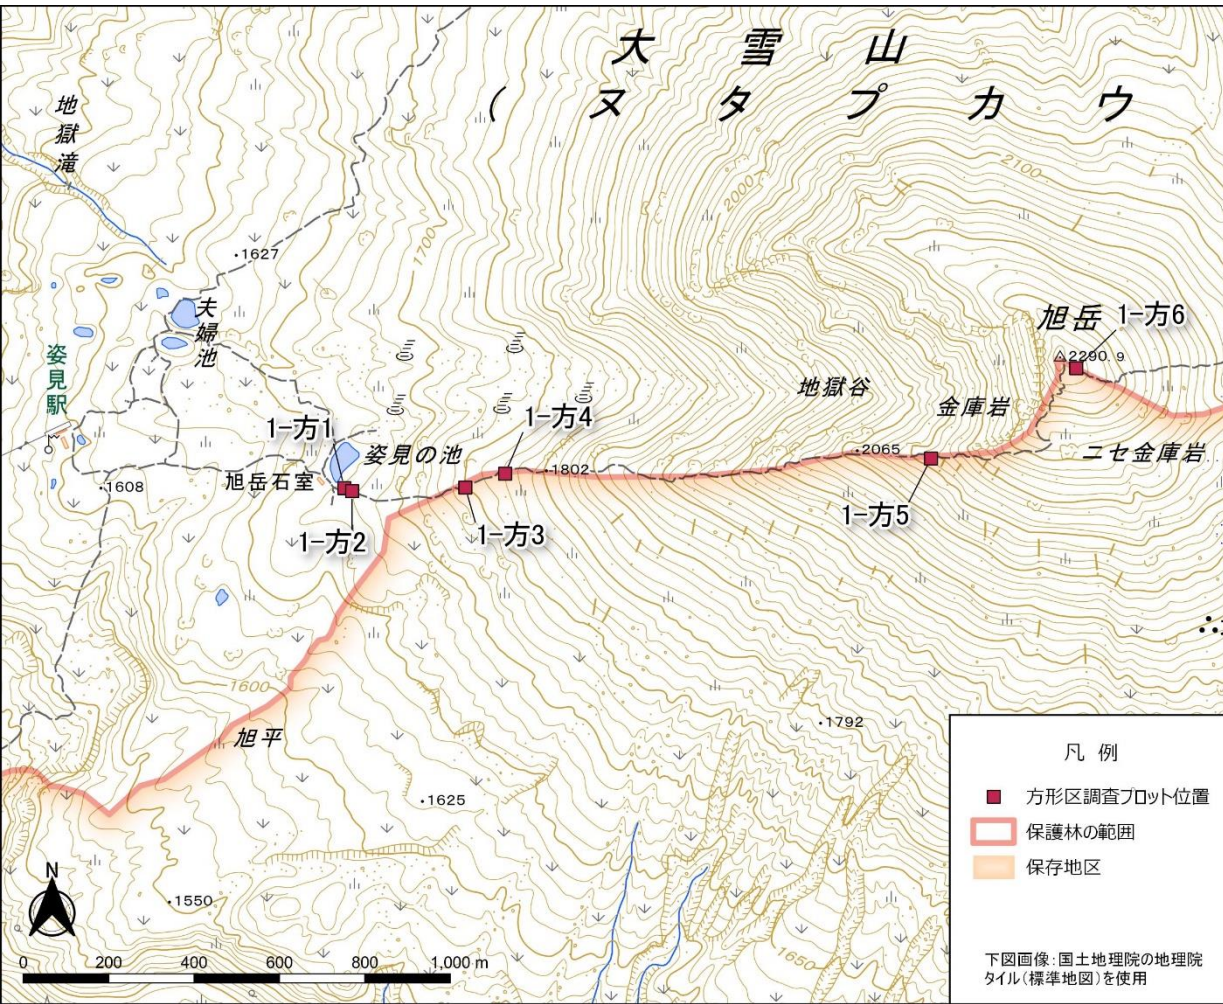 大雪山
(ヌタプカウ
地獄滝
1627
夫婦池
姿見駅
1700
2000
2100
旭岳
1-方6
2290.9
地獄谷
金庫岩
ニセ金庫岩
1-方1
1-方4
姿見の池
1802
2065
1608
旭岳石室
1-方2
1-方3
1-方5
1600
旭平
1792
1625
1550
1650
N
0 200 400 600 800 1,000 m
凡例
方形区調査プロット位置
保護林の範囲
保存地区
下図画像:国土地理院の地理院
タイル(標準地図)を使用